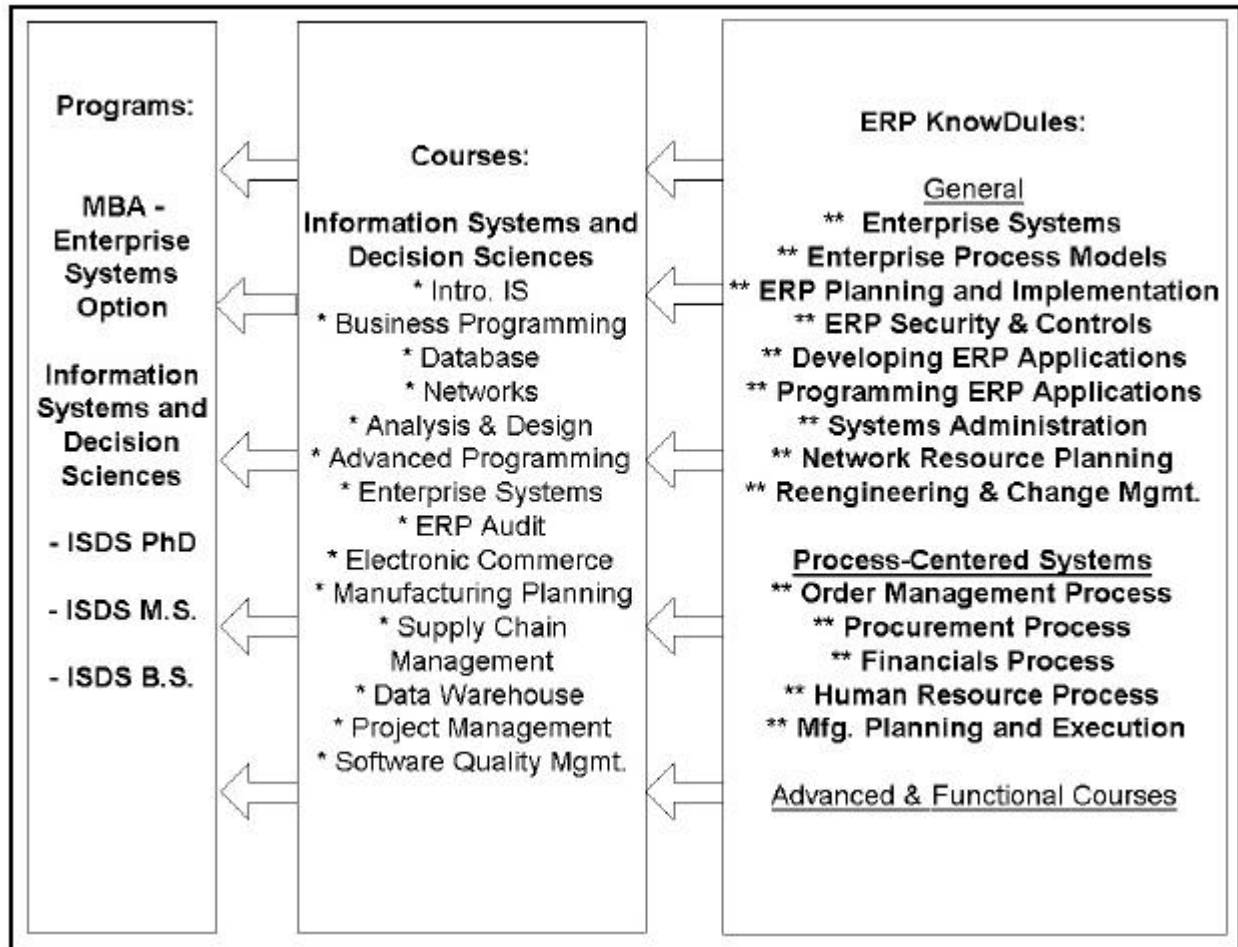 Programs:
MBA -
Enterprise
Systems
Option
Information
Systems and
Decision
Sciences
- ISDS PhD
- ISDS M.S.
- ISDS B.S.
Courses:
Information Systems and
Decision Sciences
* Intro. IS
* Business Programming
* Database
* Networks
* Analysis & Design
* Advanced Programming
* Enterprise Systems
* ERP Audit
* Electronic Commerce
* Manufacturing Planning
* Supply Chain
Management
* Data Warehouse
* Project Management
* Software Quality Mgmt.
ERP KnowDules:
General
** Enterprise Systems
** Enterprise Process Models
** ERP Planning and Implementation
** ERP Security & Controls
** Developing ERP Applications
** Programming ERP Applications
** Systems Administration
** Network Resource Planning
** Reengineering & Change Mgmt.
Process-Centered Systems
** Order Management Process
** Procurement Process
** Financials Process
** Human Resource Process
** Mfg. Planning and Execution
Advanced & Functional Courses